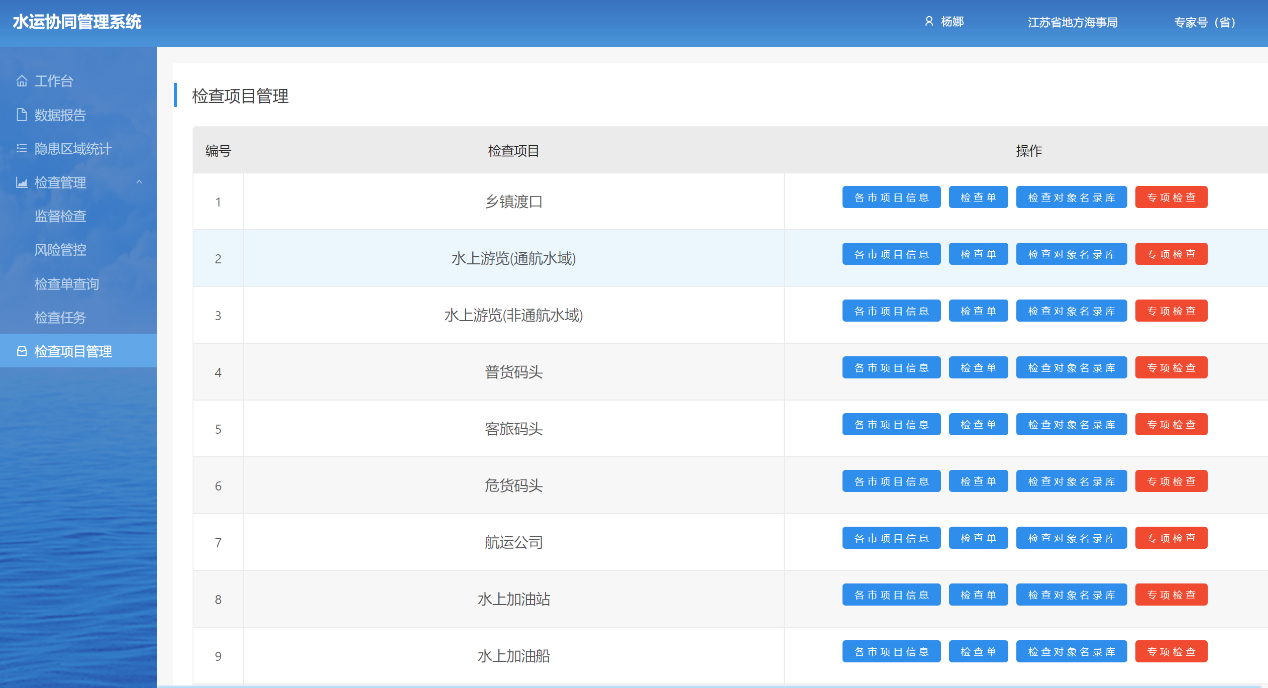 水运协同管理系统
杨娜 江苏省地方海事局 专家号（省）
工作台
数据报告
隐患区域统计
检查管理
监督检查
风险管控
检查单查询
检查任务
检查项目管理
检查项目管理
编号 检查项目 操作
1 乡镇渡口 各市项目信息 检查单 检查对象名录库 专项检查
2 水上游览(通航水域) 各市项目信息 检查单 检查对象名录库 专项检查
3 水上游览(非通航水域) 各市项目信息 检查单 检查对象名录库 专项检查
4 普货码头 各市项目信息 检查单 检查对象名录库 专项检查
5 客旅码头 各市项目信息 检查单 检查对象名录库 专项检查
6 危货码头 各市项目信息 检查单 检查对象名录库 专项检查
7 航运公司 各市项目信息 检查单 检查对象名录库 专项检查
8 水上加油站 各市项目信息 检查单 检查对象名录库 专项检查
9 水上加油船 各市项目信息 检查单 检查对象名录库 专项检查